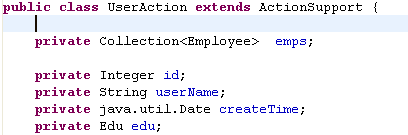 public class UserAction extends ActionSupport {
private Collection<Employee> emps;
private Integer id;
private String userName;
private java.util.Date createTime;
private Edu edu;